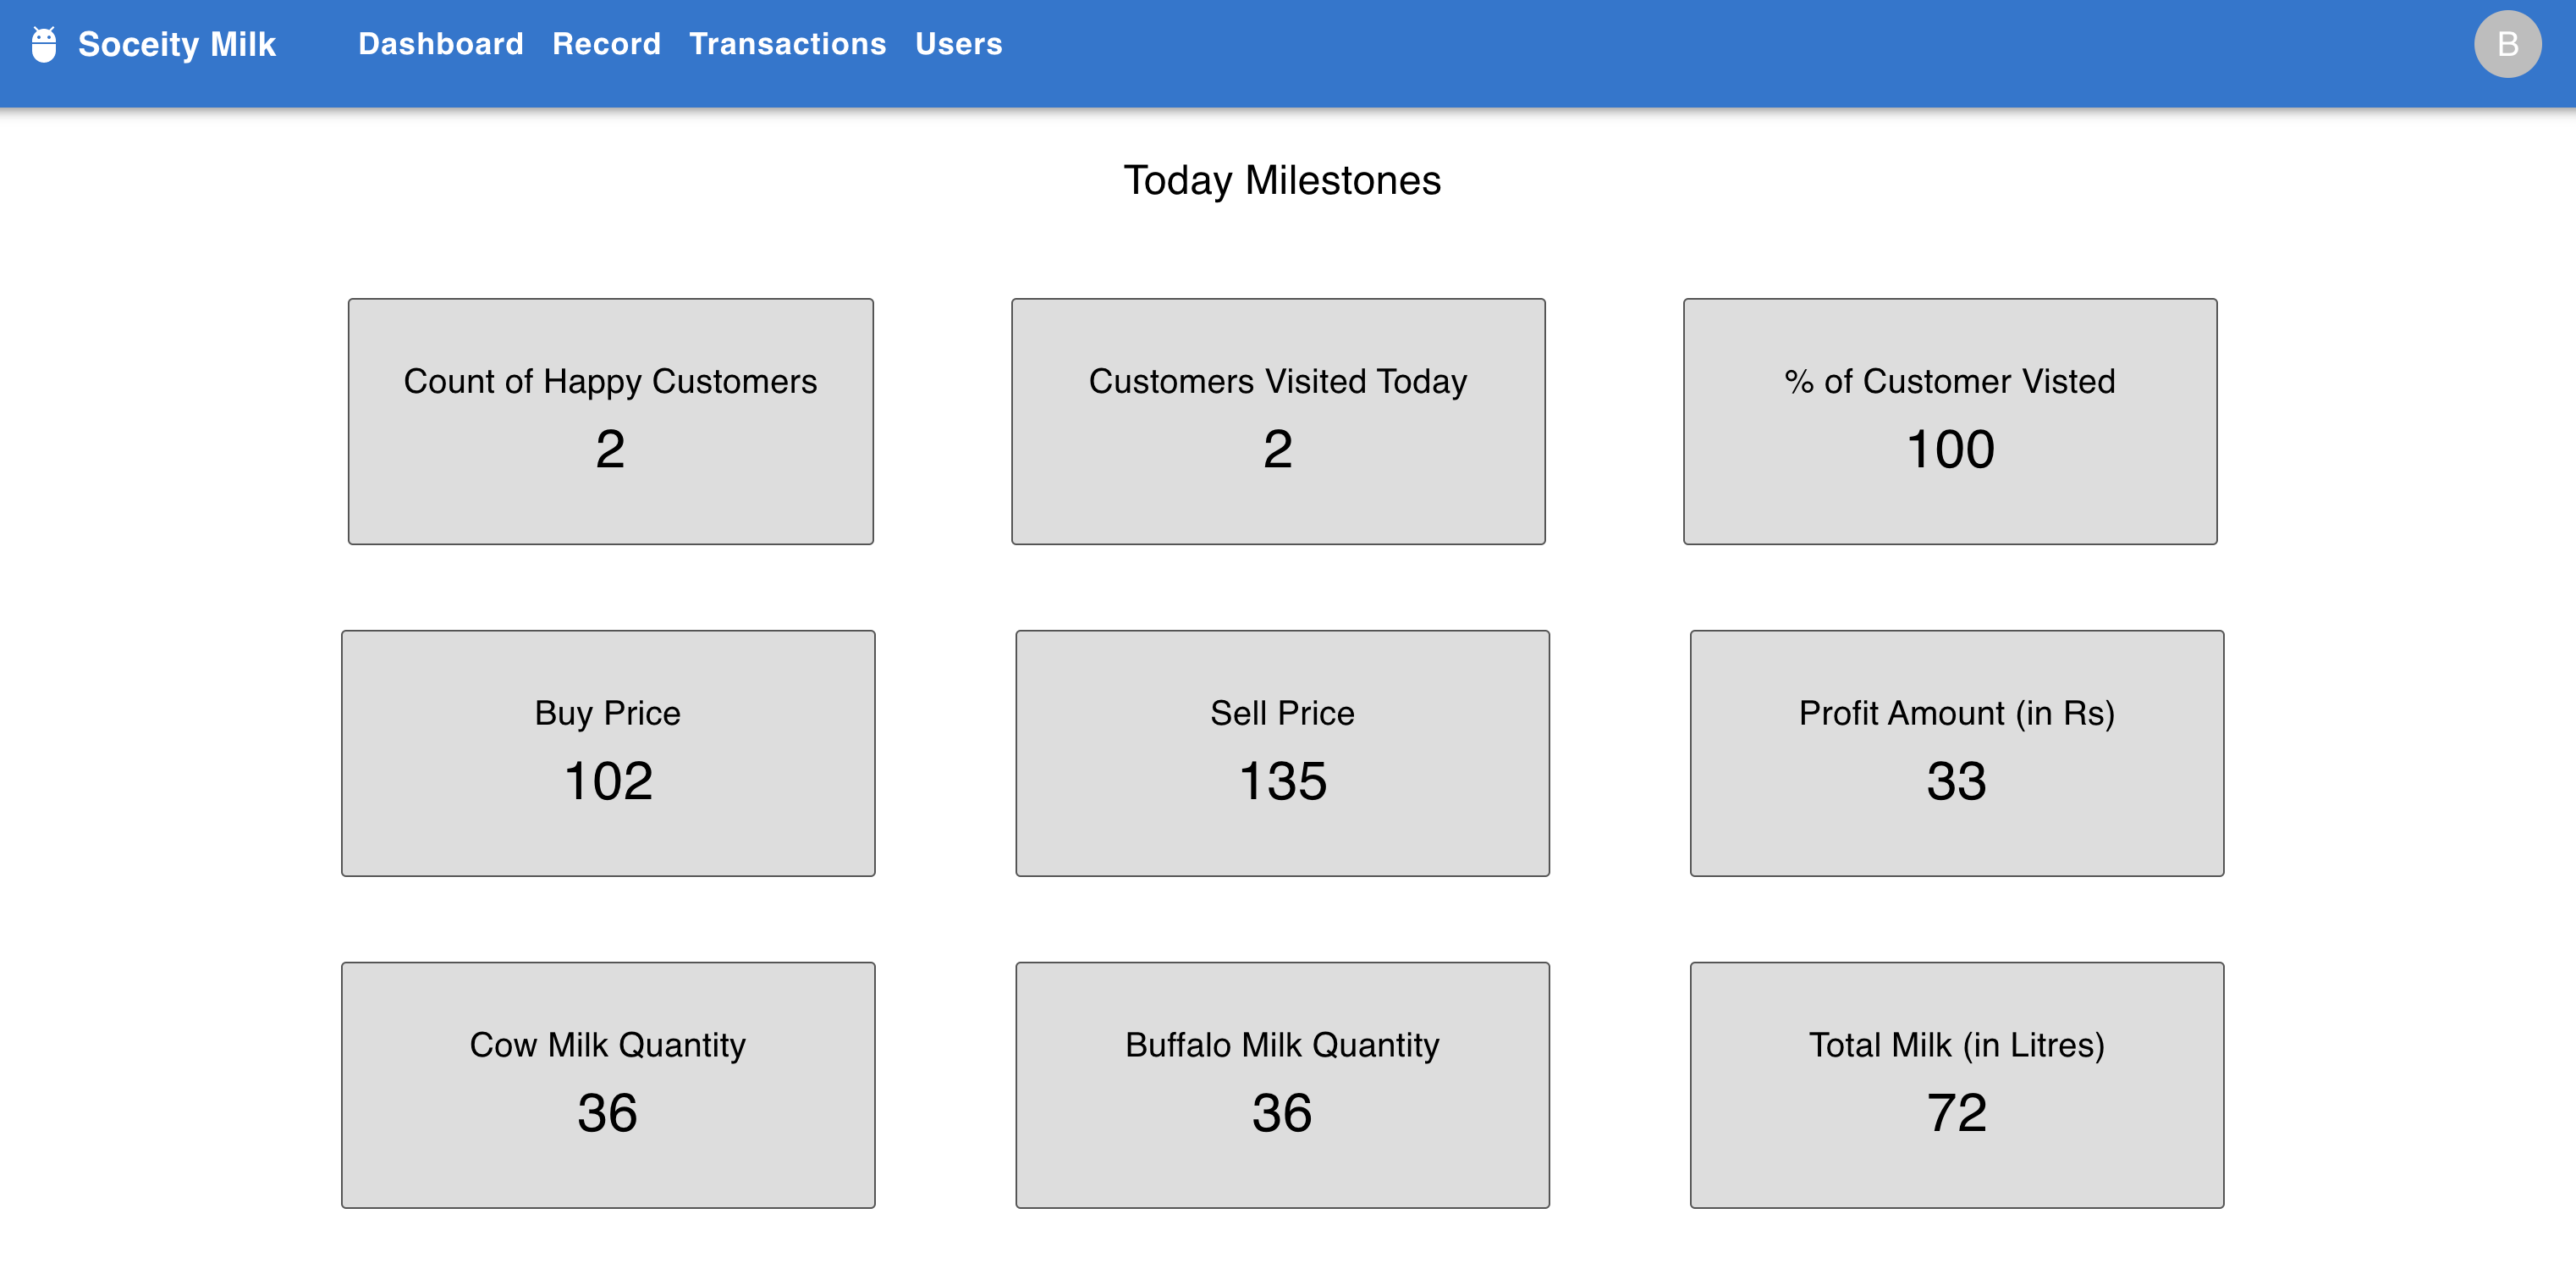 Soceity Milk Dashboard Record Transactions Users B
Today Milestones
Count of Happy Customers
2
Customers Visited Today
2
% of Customer Visted
100
Buy Price
102
Sell Price
135
Profit Amount (in Rs)
33
Cow Milk Quantity
36
Buffalo Milk Quantity
36
Total Milk (in Litres)
72